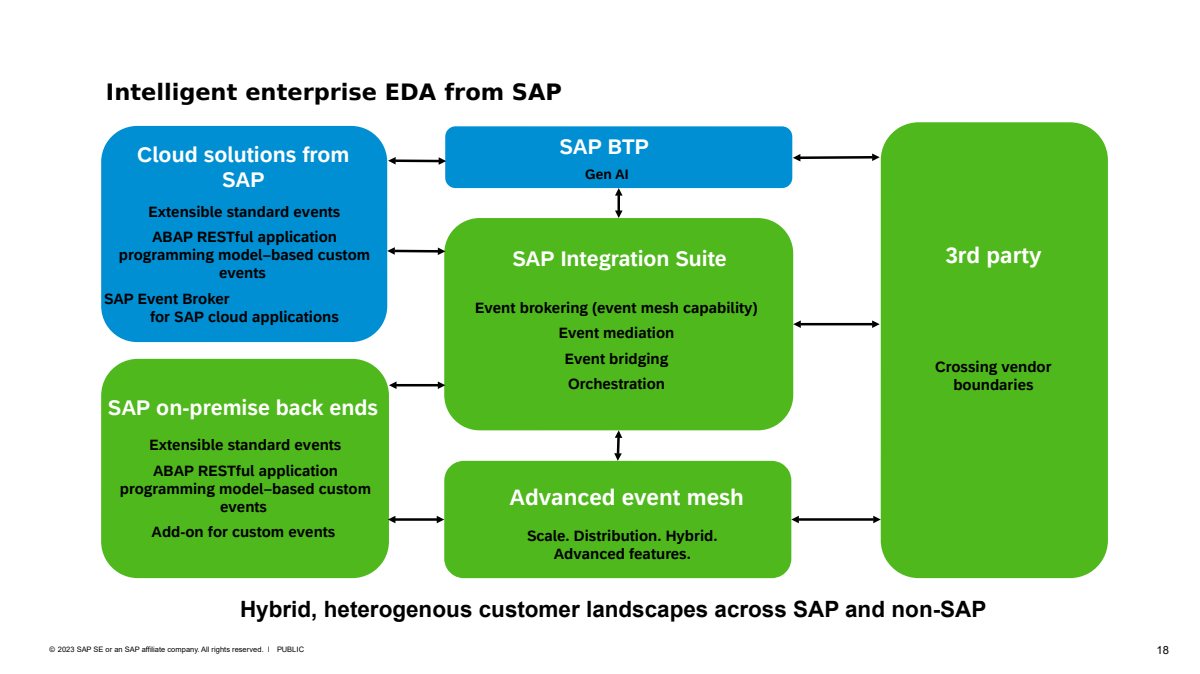 Intelligent enterprise EDA from SAP
Cloud solutions from
SAP
Extensible standard events
ABAP RESTful application
programming model–based custom
events
SAP Event Broker
for SAP cloud applications
SAP on-premise back ends
Extensible standard events
ABAP RESTful application
programming model–based custom
events
Add-on for custom events
SAP BTP
Gen AI
SAP Integration Suite
Event brokering (event mesh capability)
Event mediation
Event bridging
Orchestration
Advanced event mesh
Scale. Distribution. Hybrid.
Advanced features.
3rd party
Crossing vendor
boundaries
Hybrid, heterogenous customer landscapes across SAP and non-SAP
© 2023 SAP SE or an SAP affiliate company. All rights reserved. ǀ PUBLIC
18